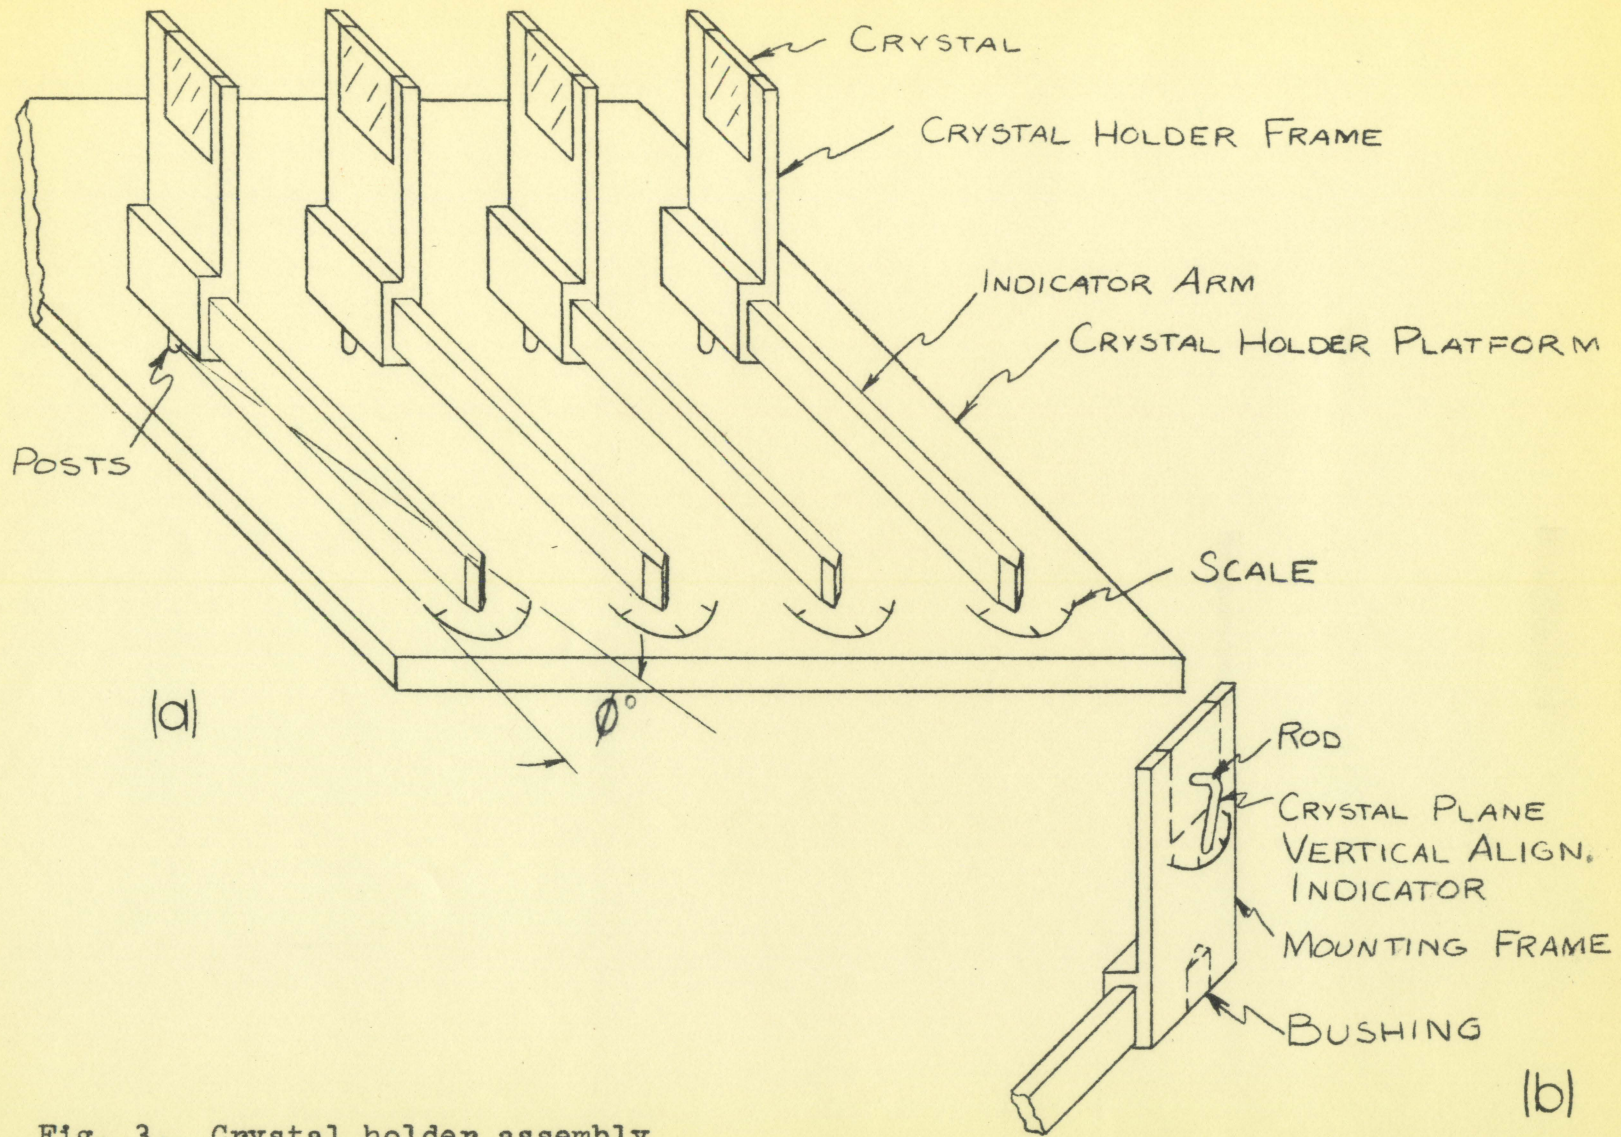 CRYSTAL
CRYSTAL HOLDER FRAME
INDICATOR ARM
CRYSTAL HOLDER PLATFORM
POSTS
SCALE
(a)
φ°
ROD
CRYSTAL PLANE
VERTICAL ALIGN.
INDICATOR
MOUNTING FRAME
BUSHING
(b)
Fig. 3. Crystal holder assembly